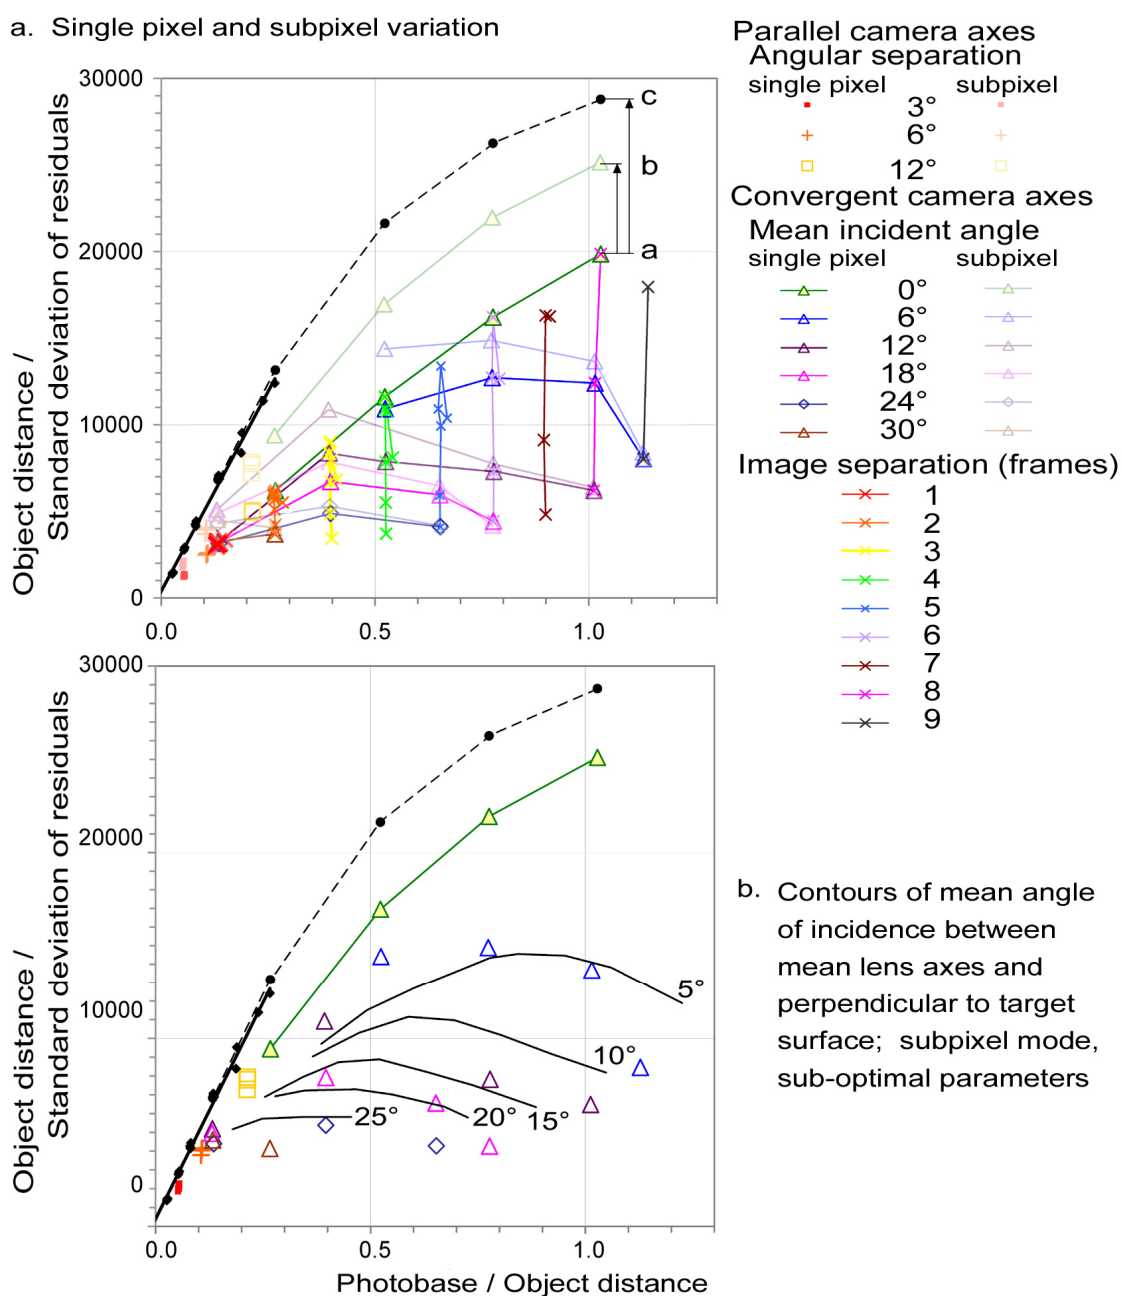 a. Single pixel and subpixel variation
Parallel camera axes
Angular separation
single pixel subpixel
3°
6°
12°
Convergent camera axes
Mean incident angle
single pixel subpixel
0°
6°
12°
18°
24°
30°
Image separation (frames)
1
2
3
4
5
6
7
8
9
Object distance /
Standard deviation of residuals
30000
20000
10000
0
c
b
a
0.0 0.5 1.0
Object distance /
Standard deviation of residuals
30000
20000
10000
0
5°
10°
15°
20°
25°
0.0 0.5 1.0
Photobase / Object distance
b. Contours of mean angle
of incidence between
mean lens axes and
perpendicular to target
surface; subpixel mode,
sub-optimal parameters